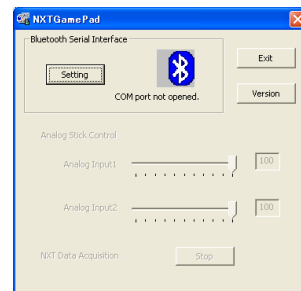 NXTGamePad
Bluetooth Serial Interface
Setting
COM port not opened.
Exit
Version
Analog Stick Control
Analog Input1
100
Analog Input2
100
NXT Data Acquisition
Stop